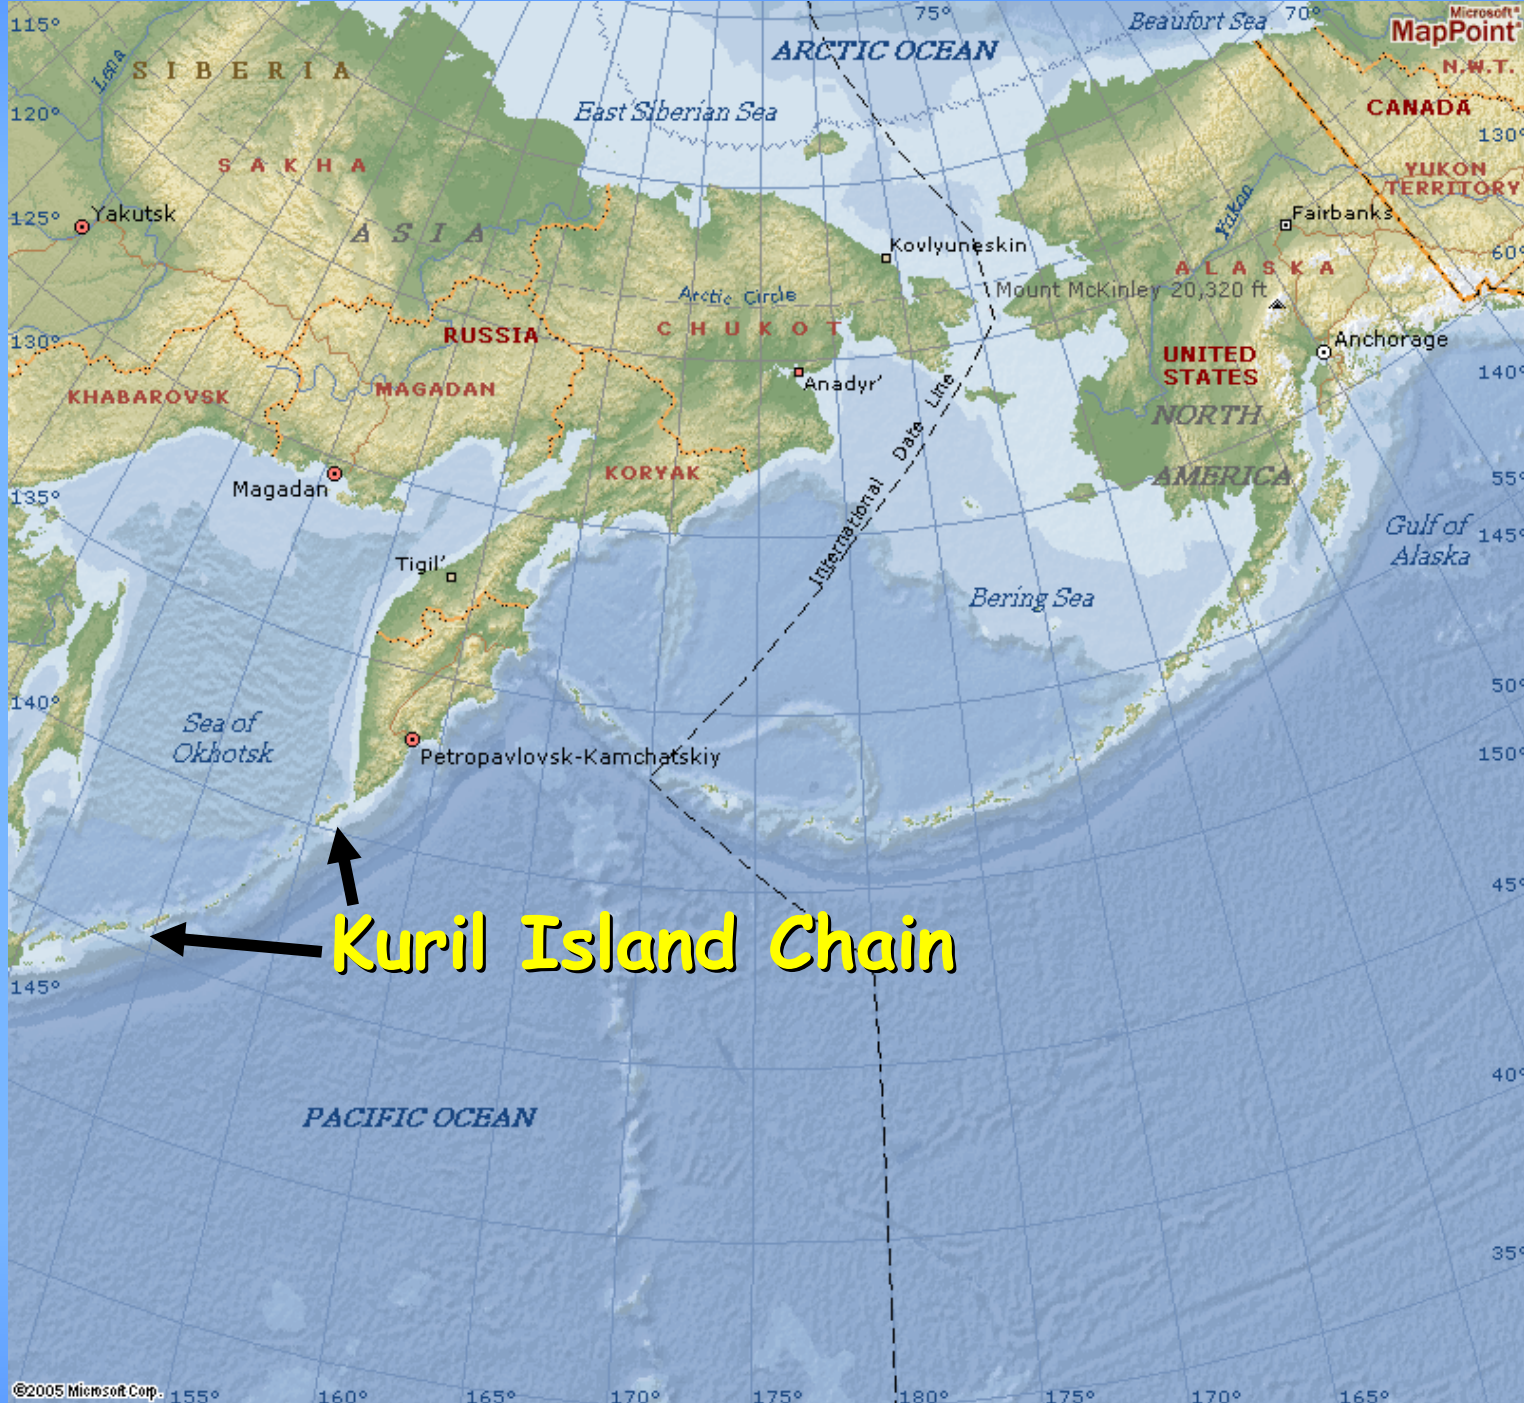 115°
75°
Beaufort Sea
70°
Microsoft®
MapPoint®
ARCTIC OCEAN
Lena
SIBERIA
N.W.T.
CANADA
120°
East Siberian Sea
130°
SAKHA
YUKON
TERRITORY
125°
Yakutsk
ASIA
Yukon
Fairbanks
Kovlyuneskin
60°
ALASKA
Arctic Circle
Mount McKinley 20,320 ft
130°
RUSSIA
CHUKOT
Anchorage
UNITED
STATES
140°
KHABAROVSK
MAGADAN
Anadyr'
International Date Line
NORTH
AMERICA
KORYAK
Magadan
135°
55°
Gulf of
Alaska
145°
Tigil'
Bering Sea
140°
50°
Sea of
Okhotsk
Petropavlovsk-Kamchatskiy
150°
45°
Kuril Island Chain
145°
40°
PACIFIC OCEAN
35°
©2005 Microsoft Corp.
155°
160°
165°
170°
175°
180°
175°
170°
165°